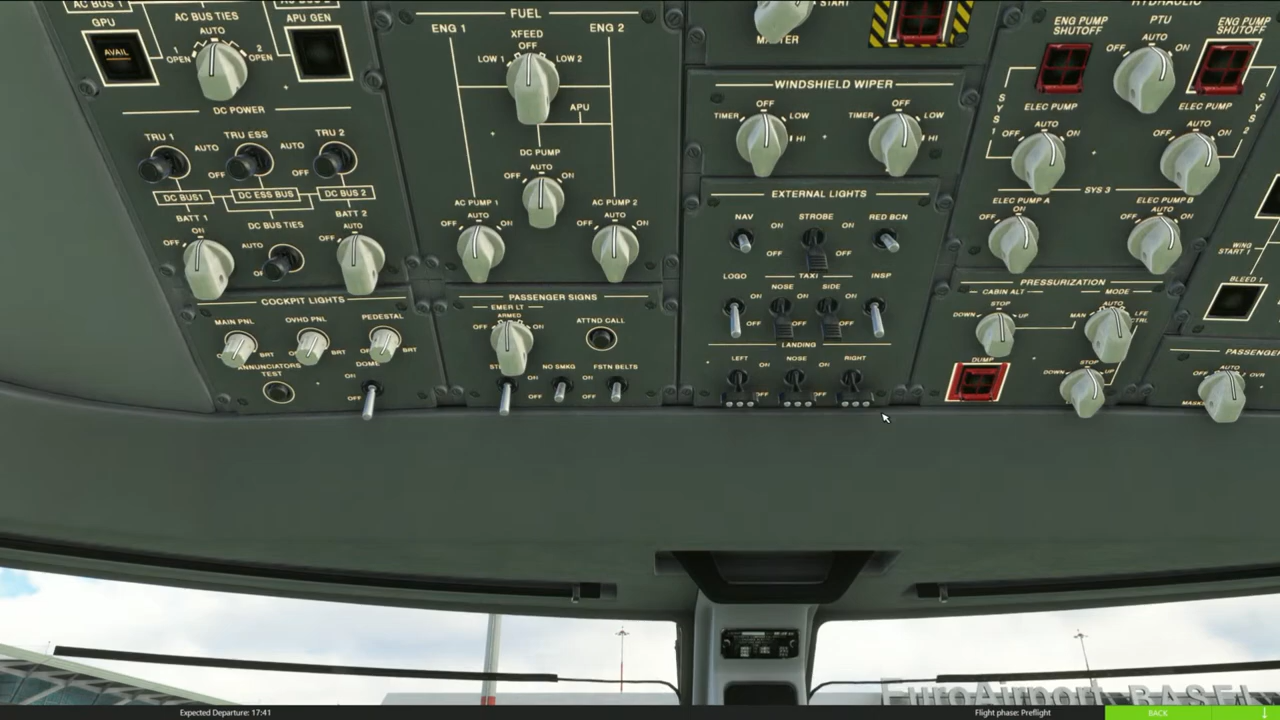 AC BUS 1
AC BUS TIES
GPU
AUTO
APU GEN
AVAIL
1 OPEN
2 OPEN
DC POWER
TRU 1
TRU ESS
TRU 2
AUTO
AUTO
OFF
OFF
DC BUS1
DC ESS BUS
DC BUS 2
BATT 1
DC BUS TIES
BATT 2
ON
AUTO
OFF
OFF
OFF
COCKPIT LIGHTS
MAIN PNL
OVHD PNL
PEDESTAL
BRT
BRT
BRT
ANNUNCIATORS
TEST
DOME
ON
OFF
FUEL
ENG 1
XFEED
ENG 2
OFF
LOW 1
LOW 2
APU
DC PUMP
AUTO
OFF
ON
AC PUMP 1
AC PUMP 2
AUTO
AUTO
OFF
ON
OFF
ON
PASSENGER SIGNS
EMER LT
ARMED
OFF
ON
ATTND CALL
NO SMKG
FSTN BELTS
ON
ON
OFF
OFF
START
MASTER
WINDSHIELD WIPER
OFF
OFF
TIMER
LOW
TIMER
LOW
HI
HI
EXTERNAL LIGHTS
NAV
STROBE
RED BCN
ON
ON
OFF
OFF
LOGO
TAXI
INSP
NOSE
SIDE
ON
ON
OFF
OFF
LANDING
LEFT
NOSE
RIGHT
ON
ON
OFF
OFF
HYDRAULIC
ENG PUMP
SHUTOFF
PTU
ENG PUMP
SHUTOFF
AUTO
OFF
ON
SYS 1
SYS 2
ELEC PUMP
ELEC PUMP
AUTO
AUTO
OFF
ON
OFF
ON
SYS 3
ELEC PUMP A
ELEC PUMP B
ON
ON
OFF
OFF
PRESSURIZATION
CABIN ALT
MODE
STOP
AUTO
DOWN
UP
MAN
LFE
CTRL
DUMP
STOP
DOWN
UP
WING
START 1
BLEED 1
PASSENGER
AUTO
OVR
EuroAirport BASEL
Expected Departure: 17:41
Flight phase: Preflight
BACK